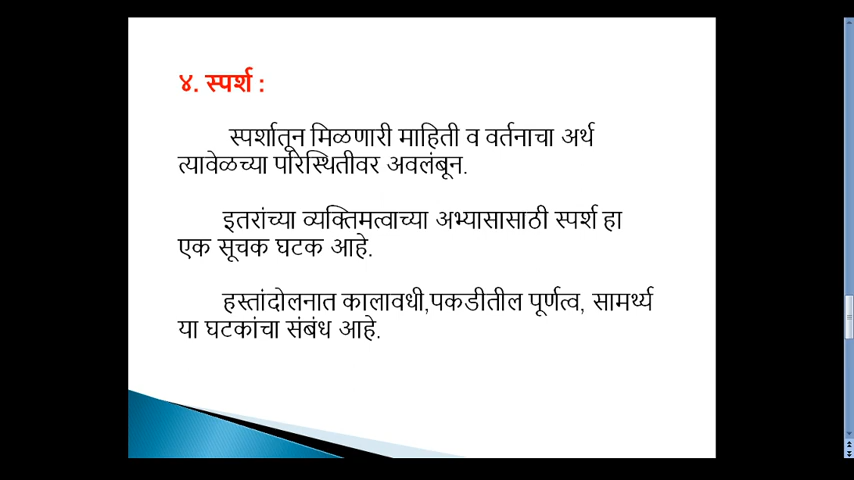 ४. स्पर्श :
स्पर्शातून मिळणारी माहिती व वर्तनाचा अर्थ
त्यावेळच्या परिस्थितीवर अवलंबून.
इतरांच्या व्यक्तिमत्वाच्या अभ्यासासाठी स्पर्श हा
एक सूचक घटक आहे.
हस्तांदोलनात कालावधी,पकडीतील पूर्णत्व, सामर्थ्य
या घटकांचा संबंध आहे.